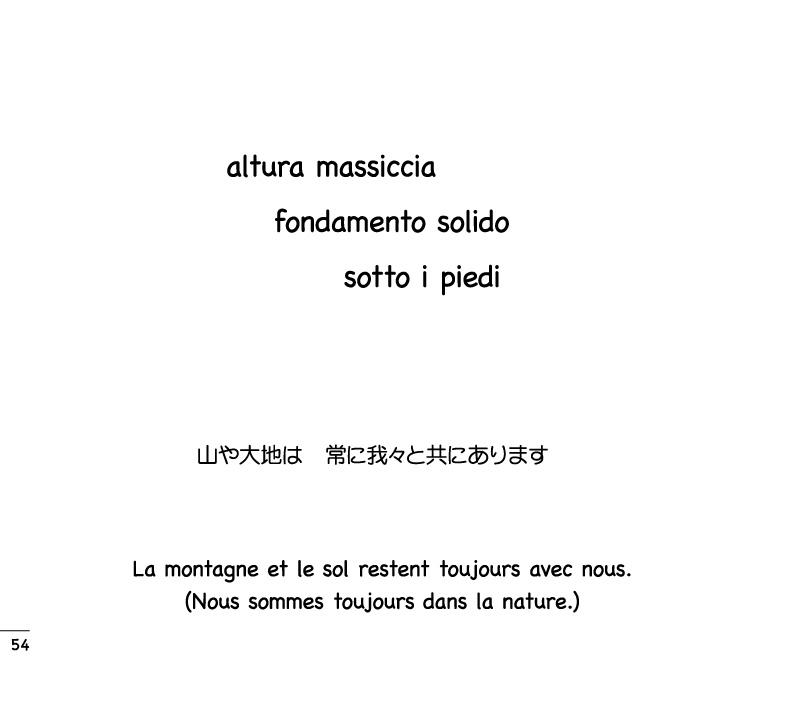 altura massiccia
fondamento solido
sotto i piedi
山や大地は　常に我々と共にあります
La montagne et le sol restent toujours avec nous.
(Nous sommes toujours dans la nature.)
54